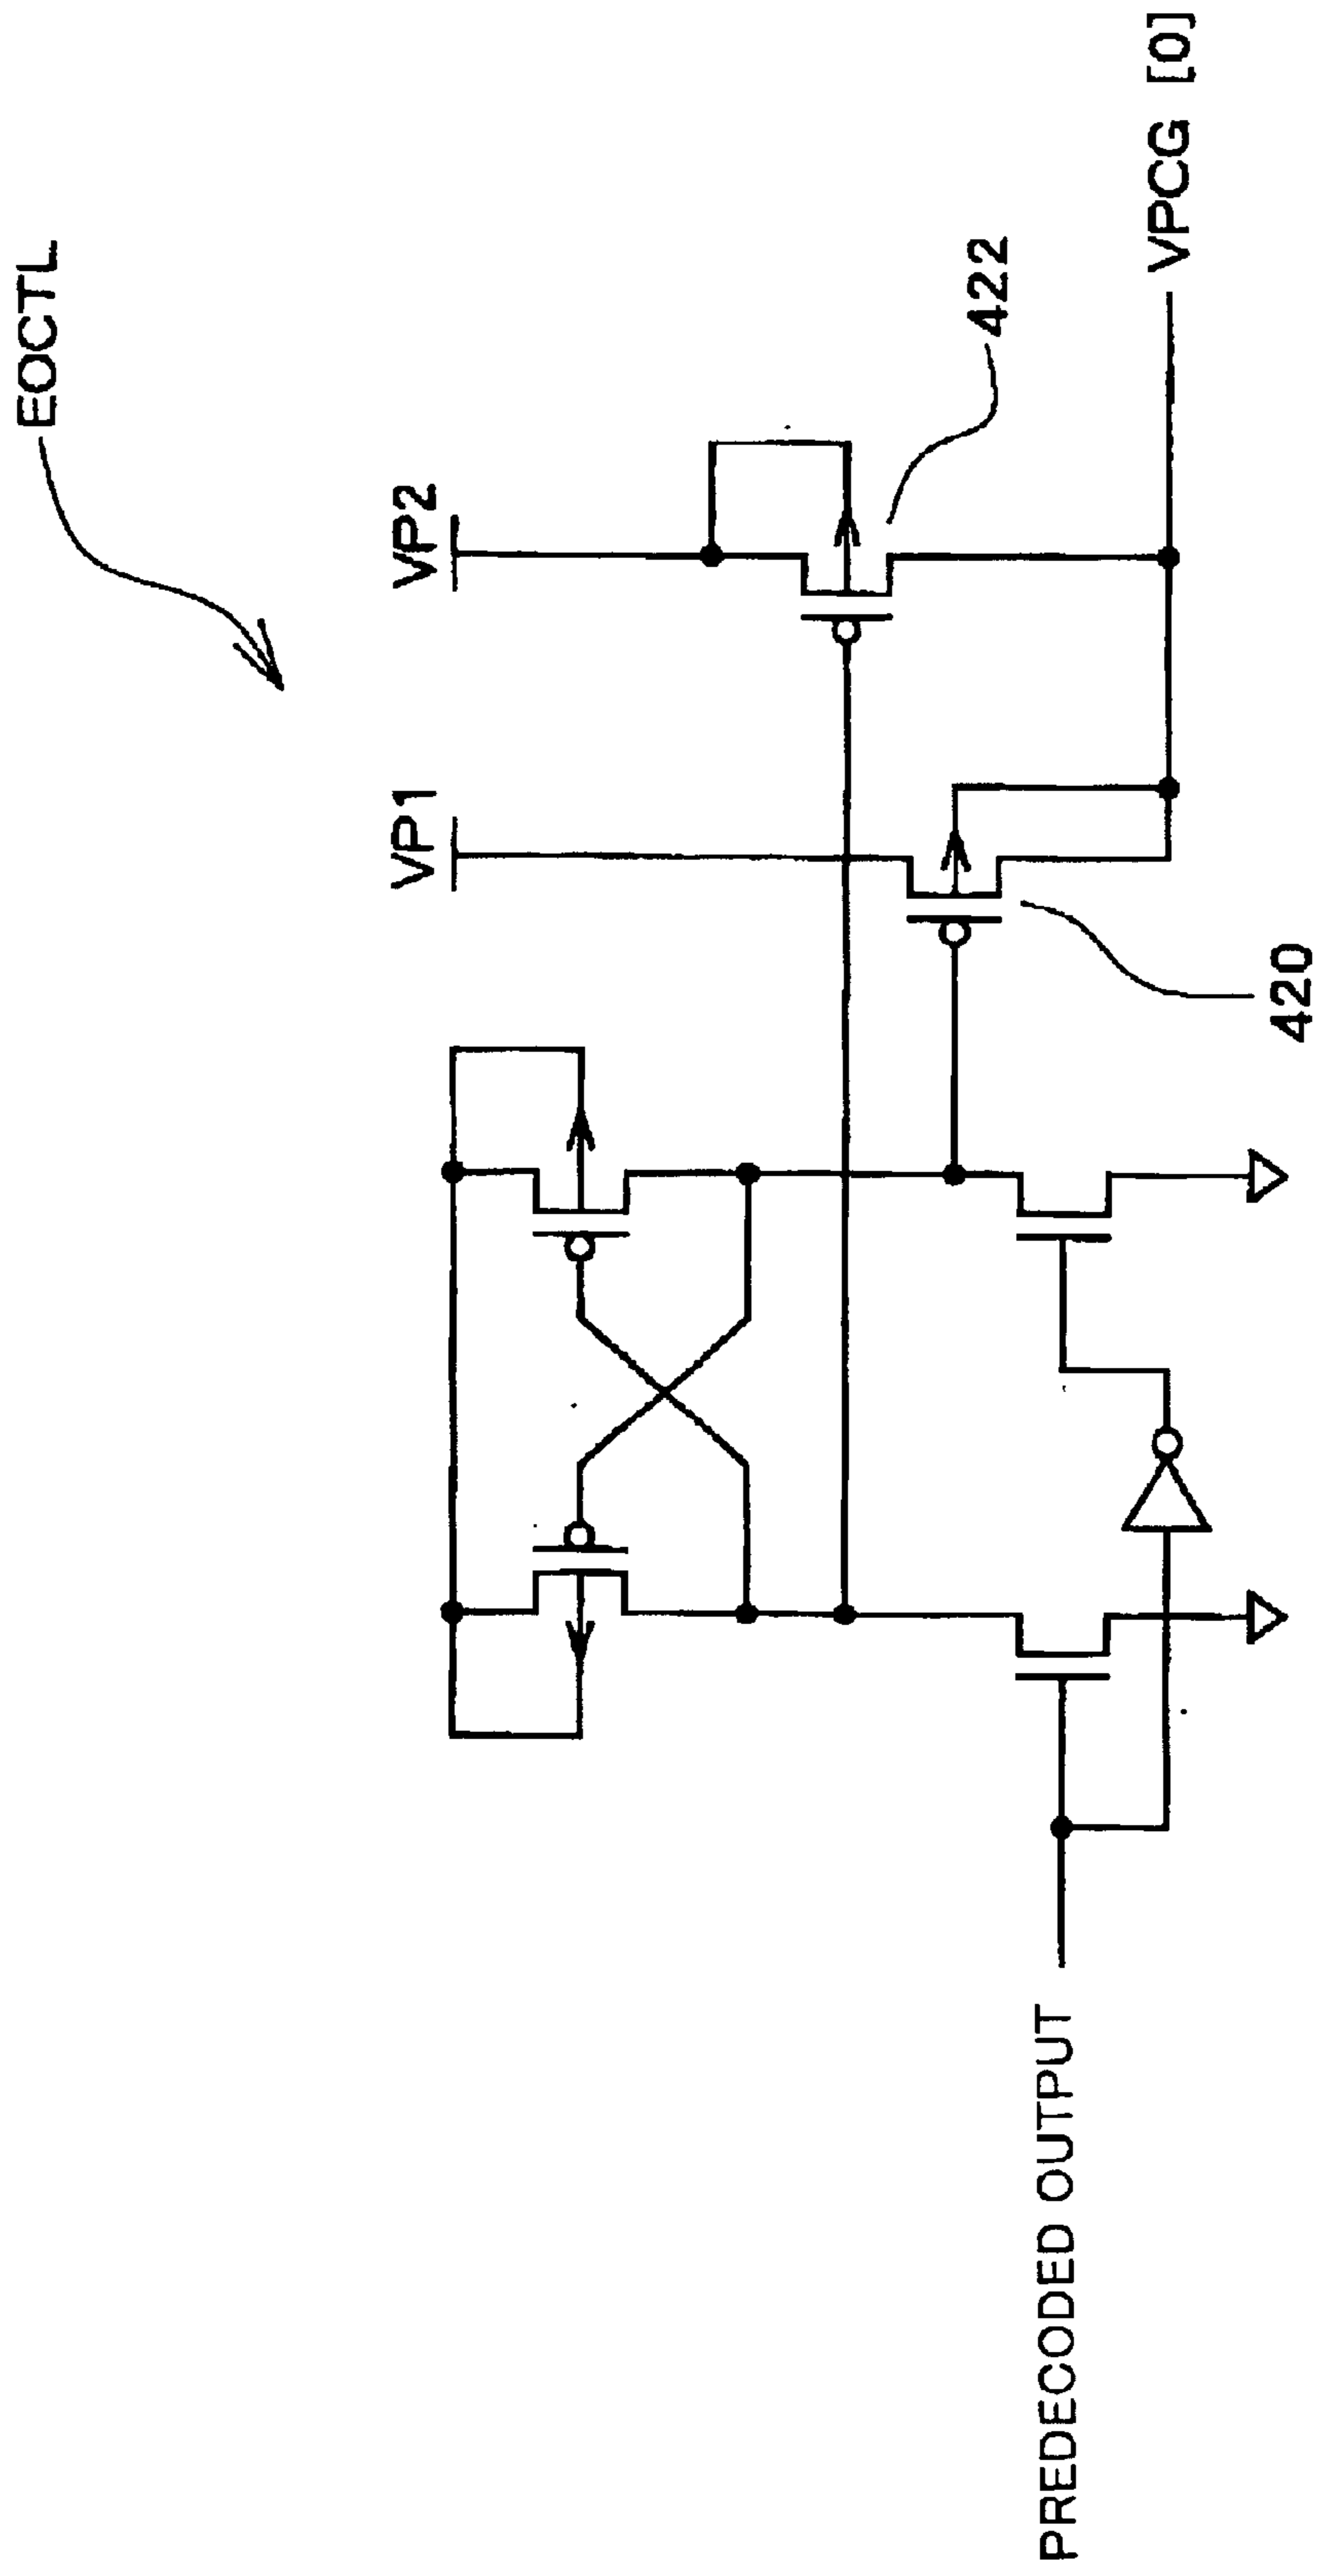 EOCTL
VP2
VP1
422
420
VPCG [0]
PREDECODED OUTPUT